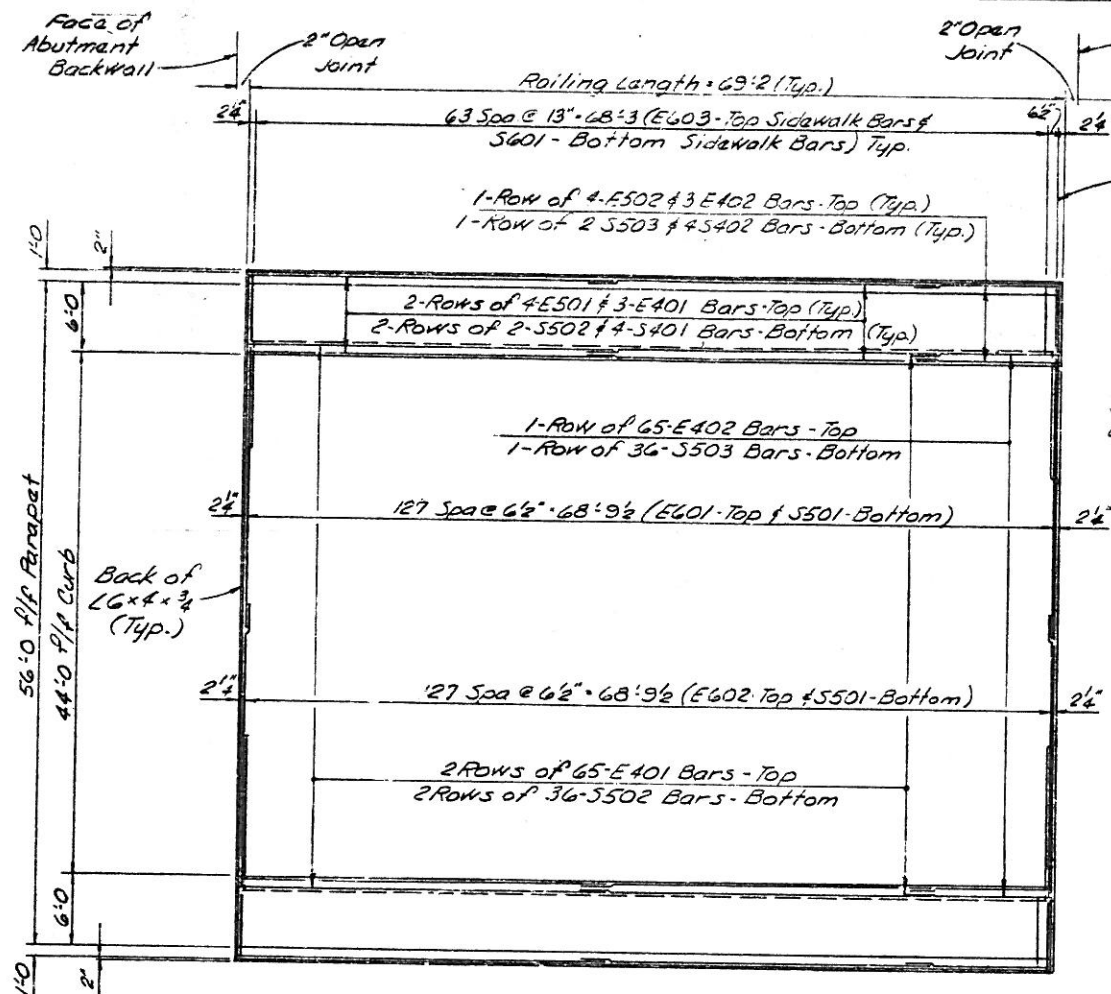 Face of
Abutment
Backwall
2" Open
Joint
2" Open
Joint
Railing Length = 69'-2 (Typ.)
2¼"
63 Spa @ 13" = 68'-3 (E603-Top Sidewalk Bars &
S601 - Bottom Sidewalk Bars) Typ.
6½"
2¼
1-Row of 4-E502 & 3 E402 Bars-Top (Typ.)
1-Row of 2 S503 & 4 S402 Bars-Bottom (Typ.)
1'-0
2"
6'-0
2-Rows of 4-E501 & 3-E401 Bars-Top (Typ.)
2-Rows of 2-S502 & 4-S401 Bars-Bottom (Typ.)
1-Row of 65-E402 Bars - Top
1-Row of 36-S503 Bars - Bottom
2¼"
127 Spa @ 6½" = 68'-9½ (E601-Top & S501-Bottom)
2¼"
Back of
L6×4×¾
(Typ.)
56'-0 f/f Parapet
44'-0 f/f Curb
2¼"
127 Spa @ 6½" = 68'-9½ (E602-Top & S501-Bottom)
2¼"
2 Rows of 65-E401 Bars - Top
2 Rows of 36-S502 Bars - Bottom
6'-0
1'-0
2"